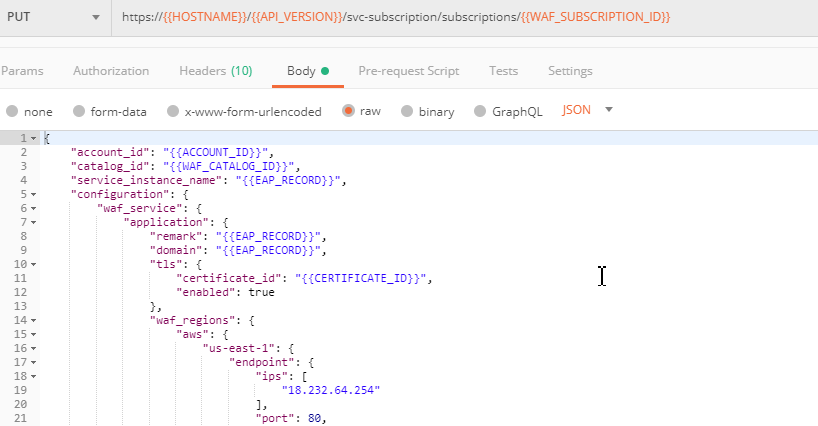 PUT https://{{HOSTNAME}}/{{API_VERSION}}/svc-subscription/subscriptions/{{WAF_SUBSCRIPTION_ID}}
Params Authorization Headers (10) Body Pre-request Script Tests Settings
none form-data x-www-form-urlencoded raw binary GraphQL JSON
1 {
2 "account_id": "{{ACCOUNT_ID}}",
3 "catalog_id": "{{WAF_CATALOG_ID}}",
4 "service_instance_name": "{{EAP_RECORD}}",
5 "configuration": {
6 "waf_service": {
7 "application": {
8 "remark": "{{EAP_RECORD}}",
9 "domain": "{{EAP_RECORD}}",
10 "tls": {
11 "certificate_id": "{{CERTIFICATE_ID}}",
12 "enabled": true
13 },
14 "waf_regions": {
15 "aws": {
16 "us-east-1": {
17 "endpoint": {
18 "ips": [
19 "18.232.64.254"
20 ],
21 "port": 80,